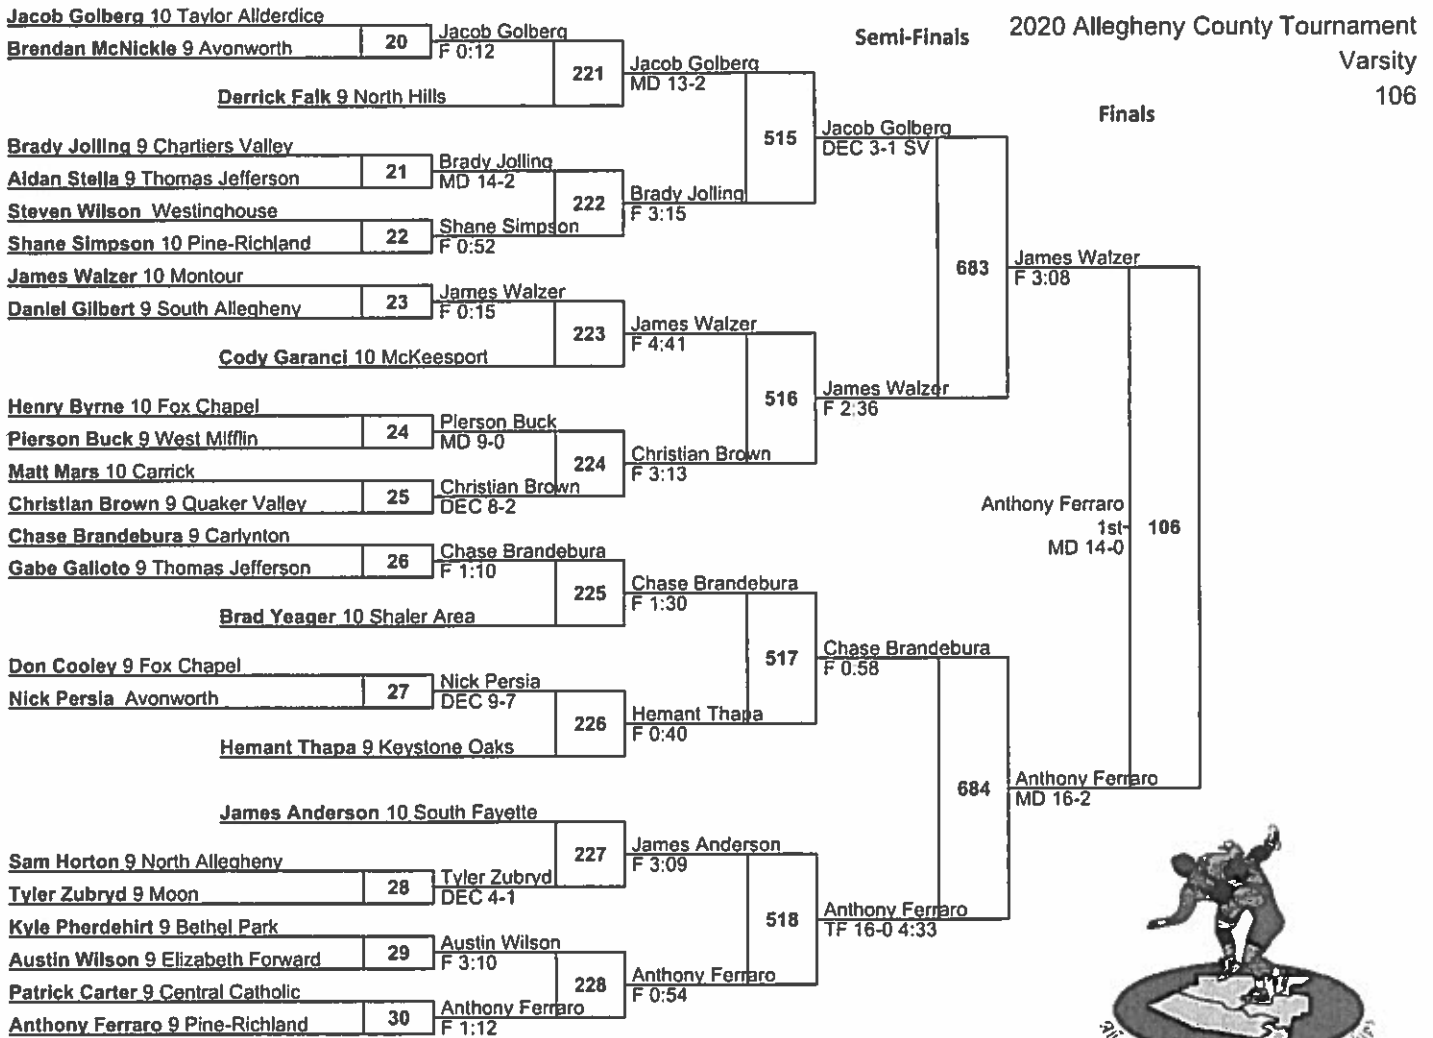 2020 Allegheny County Tournament
Varsity
106
Semi-Finals
Finals
Jacob Golberg 10 Taylor Allderdice
Brendan McNickle 9 Avonworth
20
Jacob Golberg
F 0:12
Derrick Falk 9 North Hills
221
Jacob Golberg
MD 13-2
Brady Jolling 9 Chartiers Valley
Aidan Stella 9 Thomas Jefferson
21
Brady Jolling
MD 14-2
Steven Wilson Westinghouse
Shane Simpson 10 Pine-Richland
22
Shane Simpson
F 0:52
222
Brady Jolling
F 3:15
515
Jacob Golberg
DEC 3-1 SV
James Walzer 10 Montour
Daniel Gilbert 9 South Allegheny
23
James Walzer
F 0:15
Cody Garanci 10 McKeesport
223
James Walzer
F 4:41
Henry Byrne 10 Fox Chapel
Pierson Buck 9 West Mifflin
24
Pierson Buck
MD 9-0
Matt Mars 10 Carrick
Christian Brown 9 Quaker Valley
25
Christian Brown
DEC 8-2
224
Christian Brown
F 3:13
516
James Walzer
F 2:36
683
James Walzer
F 3:08
Chase Brandebura 9 Carlynton
Gabe Galioto 9 Thomas Jefferson
26
Chase Brandebura
F 1:10
Brad Yeager 10 Shaler Area
225
Chase Brandebura
F 1:30
Don Cooley 9 Fox Chapel
Nick Persia Avonworth
27
Nick Persia
DEC 9-7
Hemant Thapa 9 Keystone Oaks
226
Hemant Thapa
F 0:40
517
Chase Brandebura
F 0:58
James Anderson 10 South Fayette
Sam Horton 9 North Allegheny
Tyler Zubryd 9 Moon
28
Tyler Zubryd
DEC 4-1
227
James Anderson
F 3:09
Kyle Pherdehirt 9 Bethel Park
Austin Wilson 9 Elizabeth Forward
29
Austin Wilson
F 3:10
Patrick Carter 9 Central Catholic
Anthony Ferraro 9 Pine-Richland
30
Anthony Ferraro
F 1:12
228
Anthony Ferraro
F 0:54
518
Anthony Ferraro
TF 16-0 4:33
684
Anthony Ferraro
MD 16-2
Anthony Ferraro
1st
MD 14-0
106